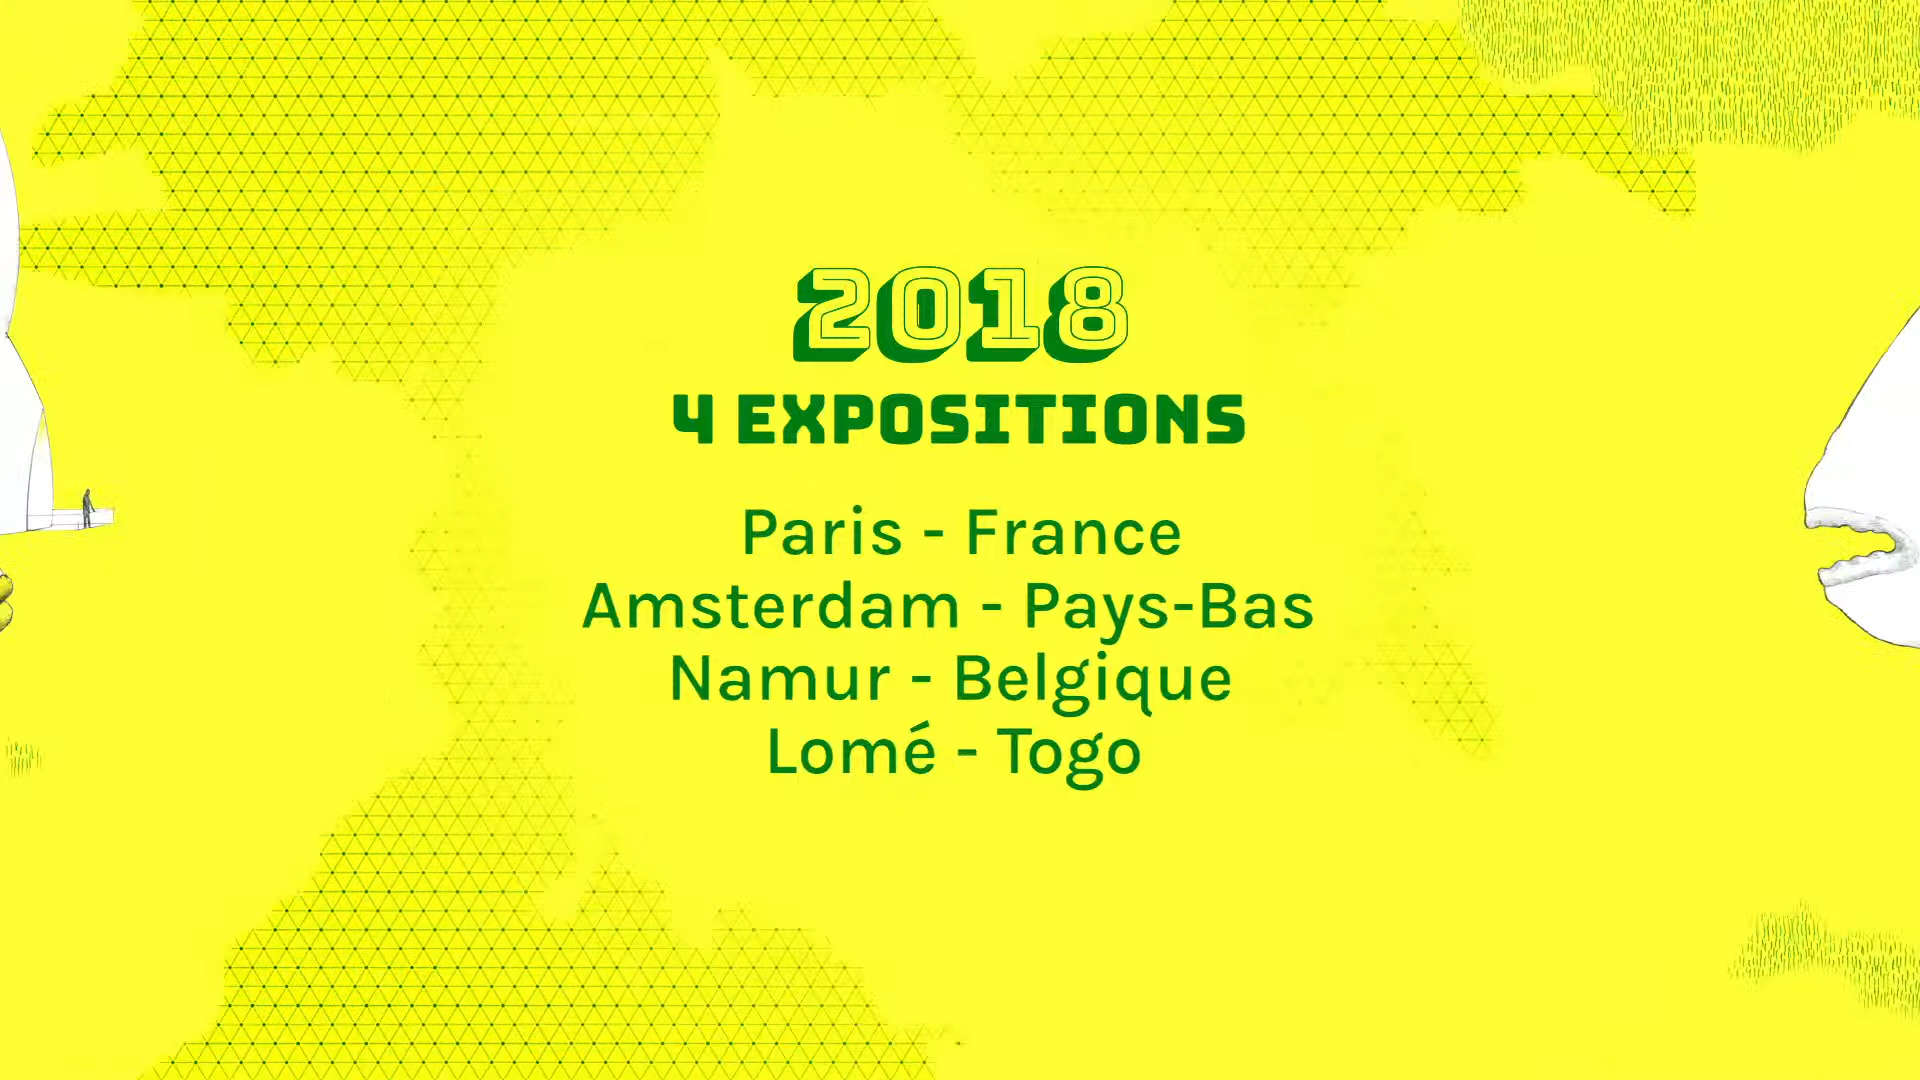 2018
4 EXPOSITIONS
Paris - France
Amsterdam - Pays-Bas
Namur - Belgique
Lomé - Togo